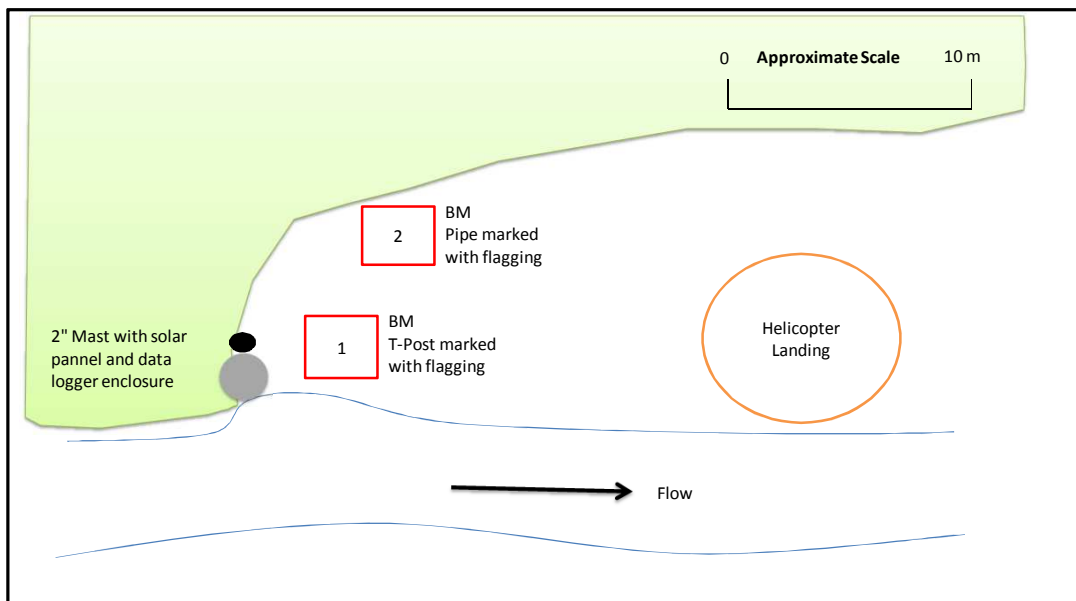 0 Approximate Scale 10 m
BM
2 Pipe marked
with flagging
BM
1 T-Post marked
with flagging
2" Mast with solar
pannel and data
logger enclosure
Helicopter
Landing
Flow